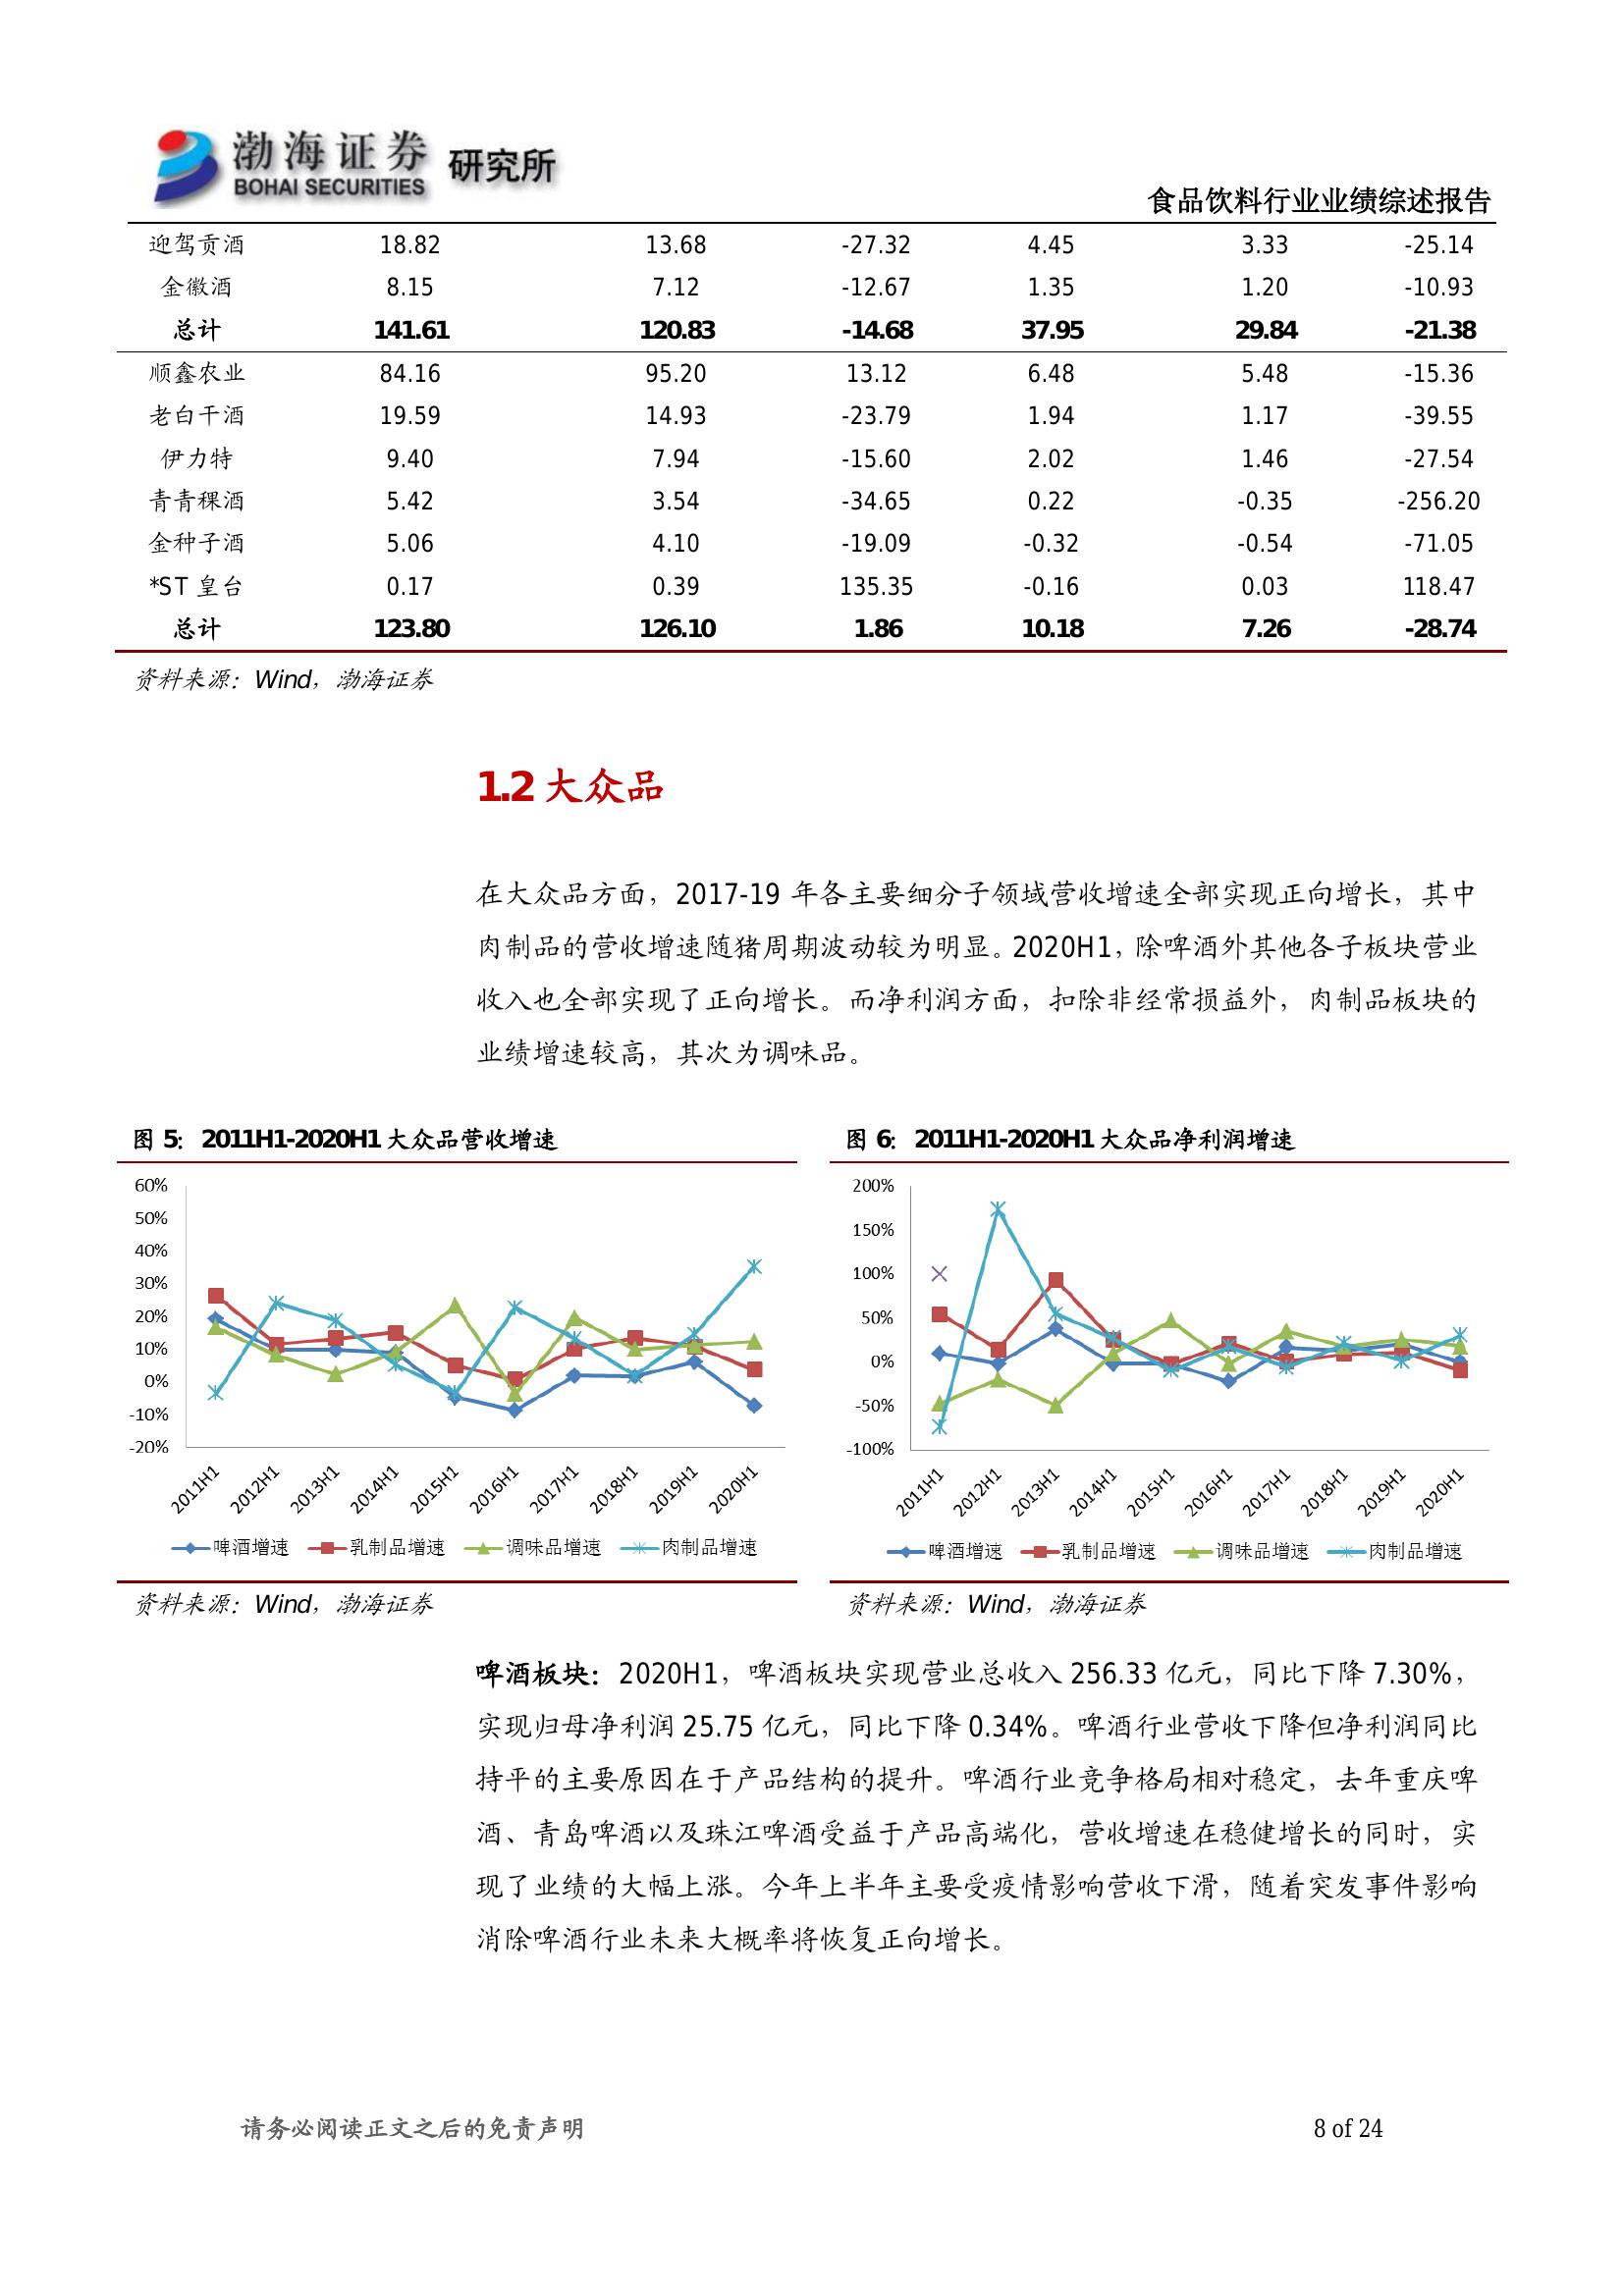 渤海证券 研究所
BOHAI SECURITIES
食品饮料行业业绩综述报告
迎驾贡酒 18.82 13.68 -27.32 4.45 3.33 -25.14
金徽酒 8.15 7.12 -12.67 1.35 1.20 -10.93
总计 141.61 120.83 -14.68 37.95 29.84 -21.38
顺鑫农业 84.16 95.20 13.12 6.48 5.48 -15.36
老白干酒 19.59 14.93 -23.79 1.94 1.17 -39.55
伊力特 9.40 7.94 -15.60 2.02 1.46 -27.54
青青稞酒 5.42 3.54 -34.65 0.22 -0.35 -256.20
金种子酒 5.06 4.10 -19.09 -0.32 -0.54 -71.05
*ST 皇台 0.17 0.39 135.35 -0.16 0.03 118.47
总计 123.80 126.10 1.86 10.18 7.26 -28.74
资料来源：Wind，渤海证券
1.2 大众品
在大众品方面，2017-19 年各主要细分子领域营收增速全部实现正向增长，其中
肉制品的营收增速随猪周期波动较为明显。2020H1，除啤酒外其他各子板块营业
收入也全部实现了正向增长。而净利润方面，扣除非经常损益外，肉制品板块的
业绩增速较高，其次为调味品。
图 5：2011H1-2020H1 大众品营收增速
60%
50%
40%
30%
20%
10%
0%
-10%
-20%
2011H1 2012H1 2013H1 2014H1 2015H1 2016H1 2017H1 2018H1 2019H1 2020H1
啤酒增速 乳制品增速 调味品增速 肉制品增速
资料来源：Wind，渤海证券
图 6：2011H1-2020H1 大众品净利润增速
200%
150%
100%
50%
0%
-50%
-100%
2011H1 2012H1 2013H1 2014H1 2015H1 2016H1 2017H1 2018H1 2019H1 2020H1
啤酒增速 乳制品增速 调味品增速 肉制品增速
资料来源：Wind，渤海证券
啤酒板块：2020H1，啤酒板块实现营业总收入 256.33 亿元，同比下降 7.30%，
实现归母净利润 25.75 亿元，同比下降 0.34%。啤酒行业营收下降但净利润同比
持平的主要原因在于产品结构的提升。啤酒行业竞争格局相对稳定，去年重庆啤
酒、青岛啤酒以及珠江啤酒受益于产品高端化，营收增速在稳健增长的同时，实
现了业绩的大幅上涨。今年上半年主要受疫情影响营收下滑，随着突发事件影响
消除啤酒行业未来大概率将恢复正向增长。
请务必阅读正文之后的免责声明
8 of 24